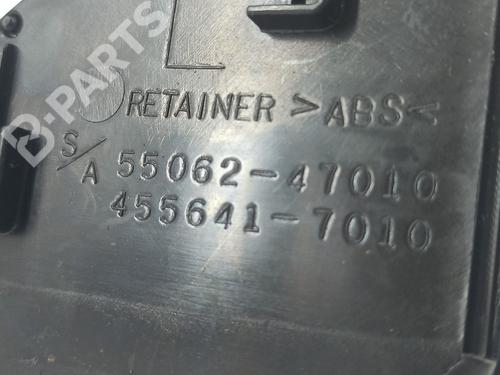 B-PARTS
RETAINER >ABS<
S/A 55062-47010
455641-7010